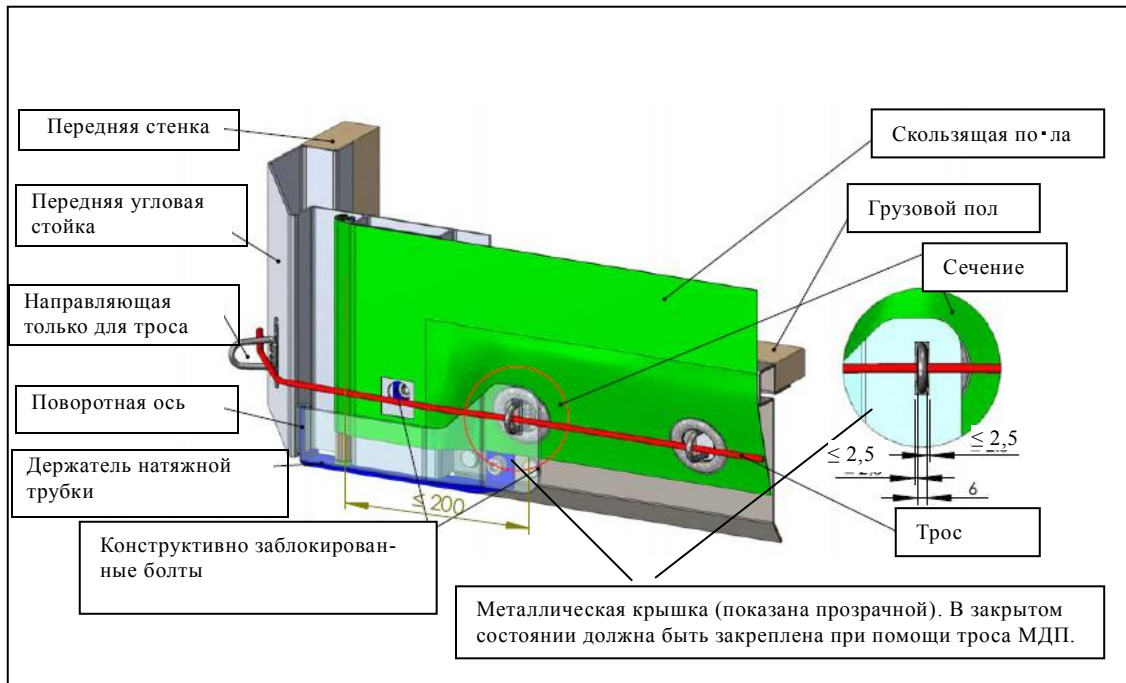 Передняя стенка
Передняя угловая
стойка
Направляющая
только для троса
Поворотная ось
Держатель натяжной
трубки
Конструктивно заблокирован-
ные болты
≤ 200
Скользящая по▪ла
Грузовой пол
Сечение
≤ 2,5
≤ 2,5
6
Трос
Металлическая крышка (показана прозрачной). В закрытом
состоянии должна быть закреплена при помощи троса МДП.